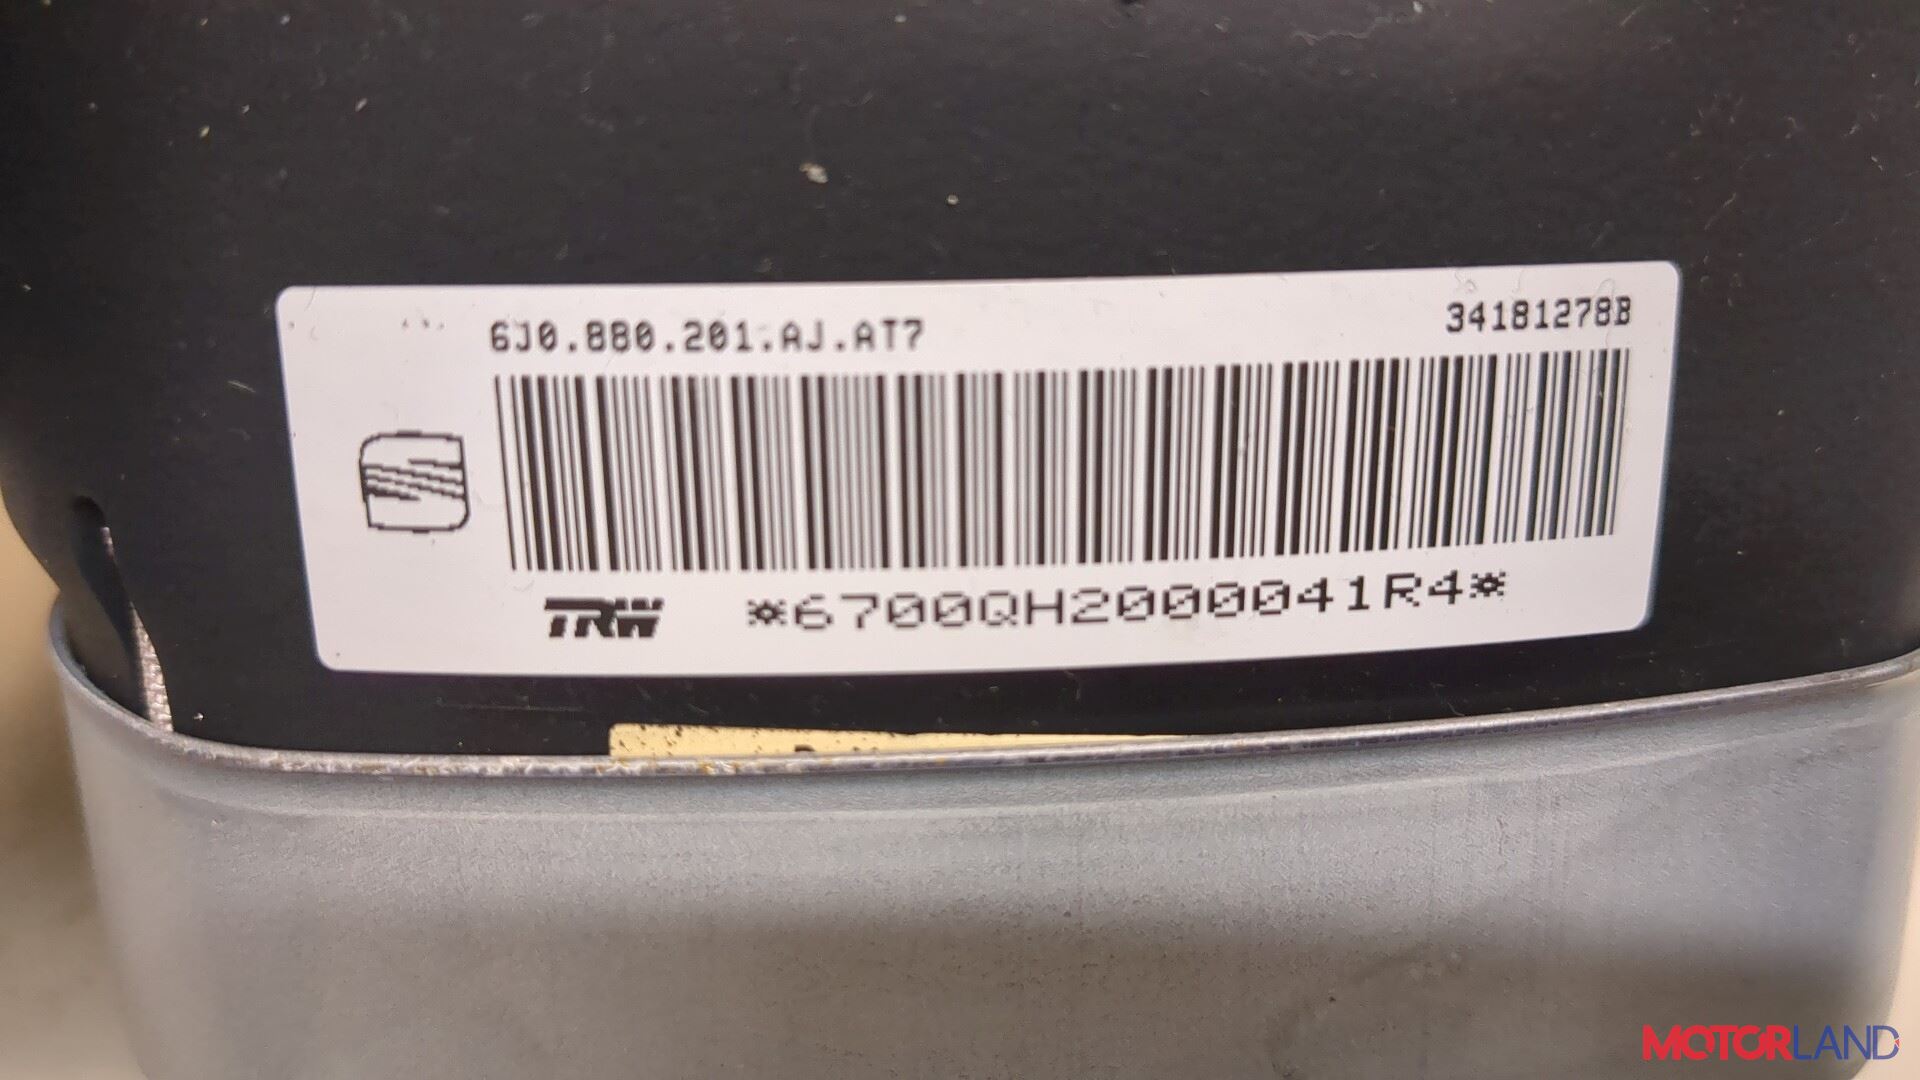 6J0.880.201.AJ.AT7
34181278B
TRW
*6700QH2000041R4*
MOTORLAND